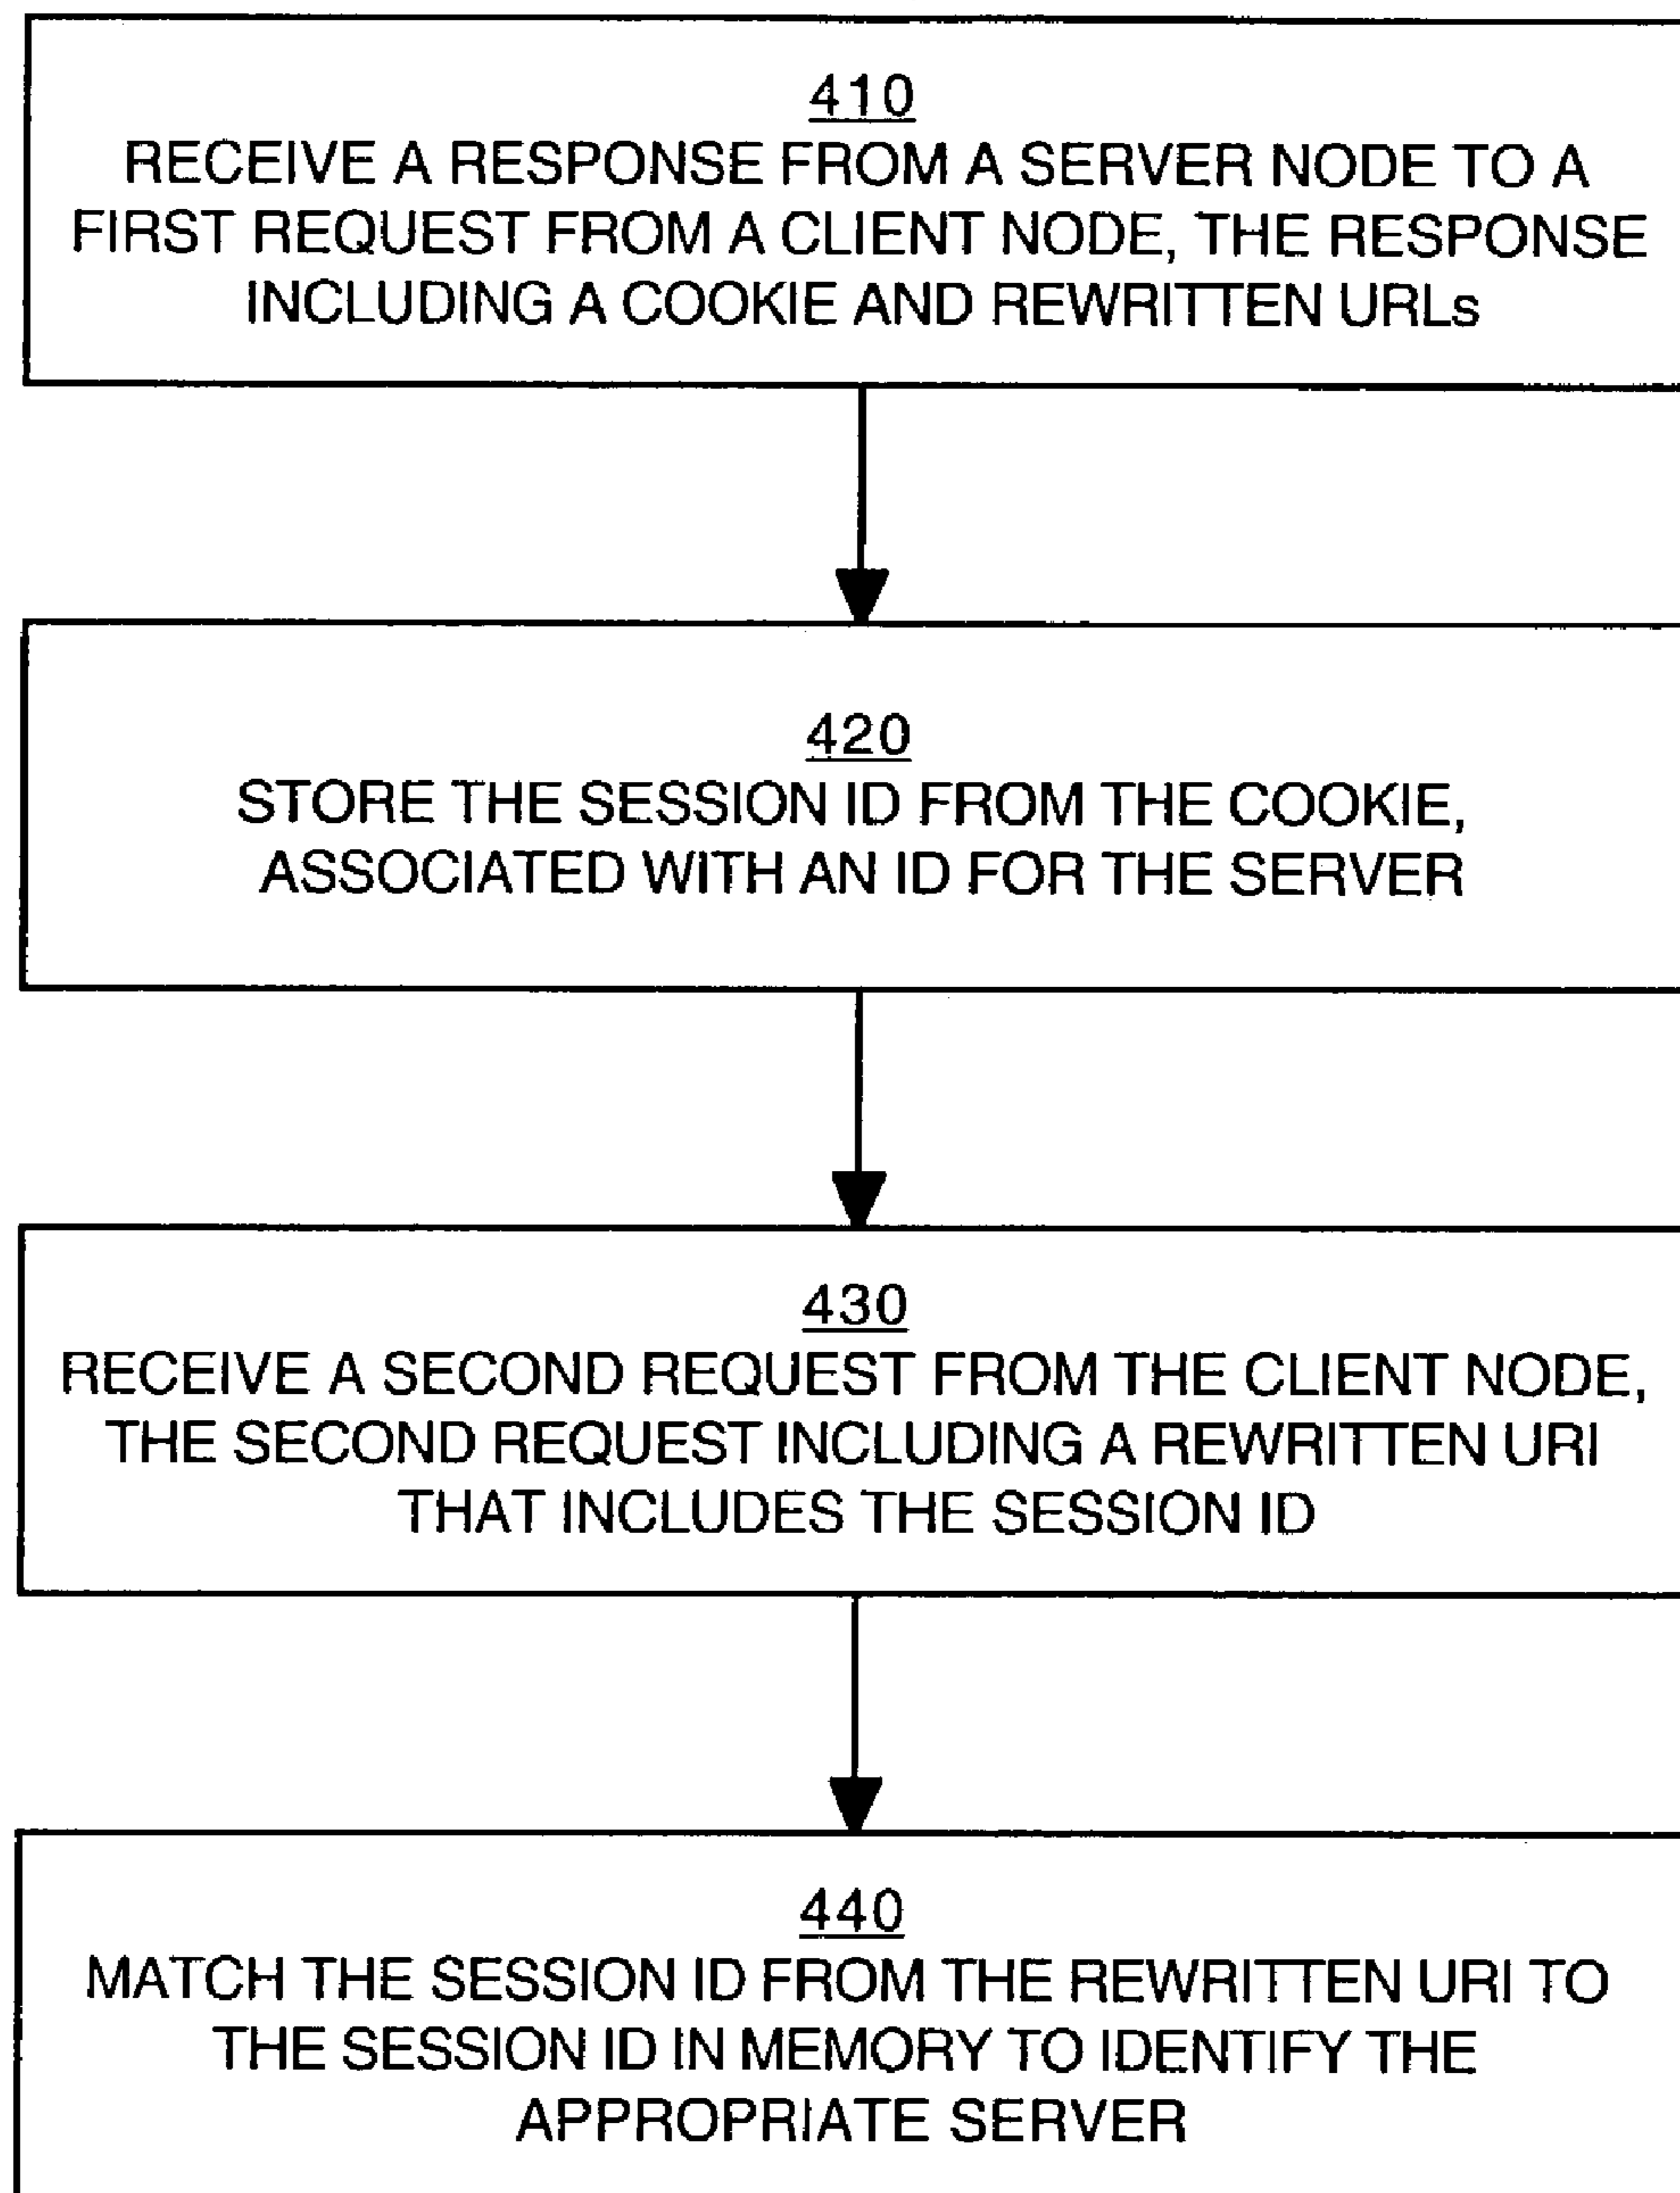 410
RECEIVE A RESPONSE FROM A SERVER NODE TO A
FIRST REQUEST FROM A CLIENT NODE, THE RESPONSE
INCLUDING A COOKIE AND REWRITTEN URLs
420
STORE THE SESSION ID FROM THE COOKIE,
ASSOCIATED WITH AN ID FOR THE SERVER
430
RECEIVE A SECOND REQUEST FROM THE CLIENT NODE,
THE SECOND REQUEST INCLUDING A REWRITTEN URI
THAT INCLUDES THE SESSION ID
440
MATCH THE SESSION ID FROM THE REWRITTEN URI TO
THE SESSION ID IN MEMORY TO IDENTIFY THE
APPROPRIATE SERVER